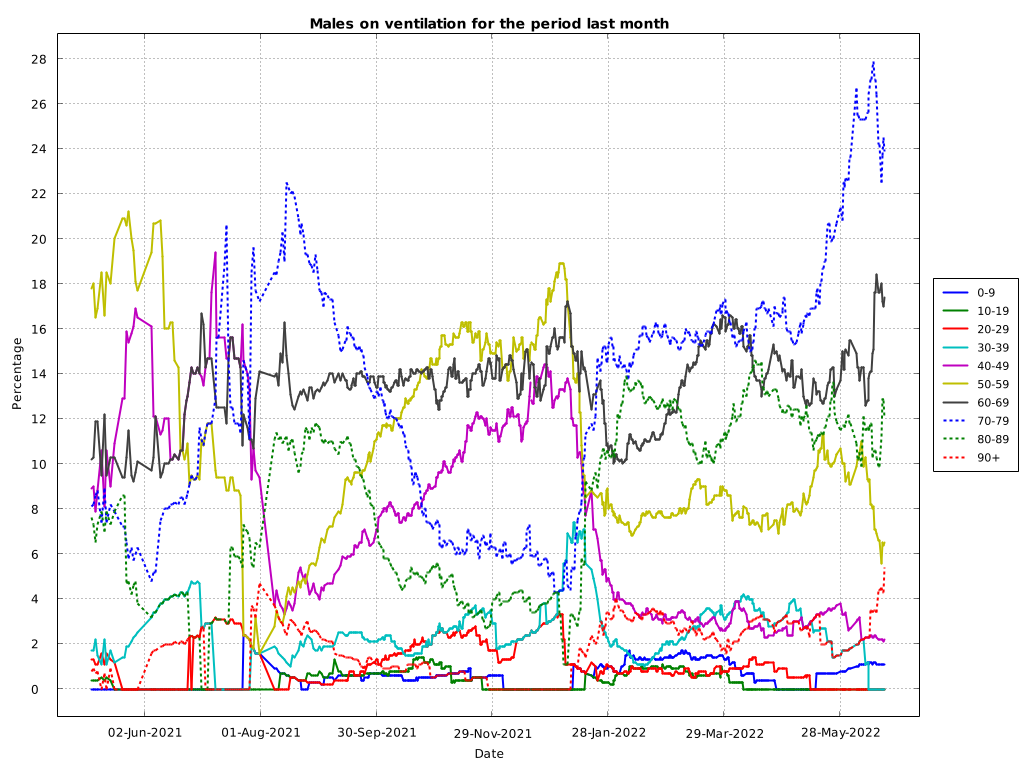 Males on ventilation for the period last month
Percentage
28
26
24
22
20
18
16
14
12
10
8
6
4
2
0
02-Jun-2021
01-Aug-2021
30-Sep-2021
29-Nov-2021
28-Jan-2022
29-Mar-2022
28-May-2022
Date
0-9
10-19
20-29
30-39
40-49
50-59
60-69
70-79
80-89
90+